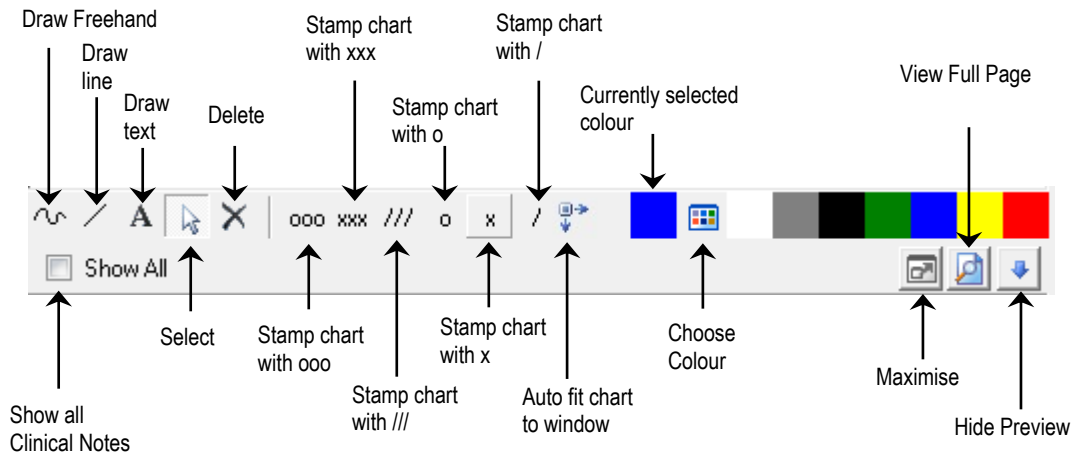 Draw Freehand
Draw
line
Draw
text
Delete
Stamp chart
with xxx
Stamp chart
with o
Stamp chart
with /
Currently selected
colour
View Full Page
A
ooo xxx /// o x /
Show All
Select
Stamp chart
with ooo
Stamp chart
with ///
Stamp chart
with x
Auto fit chart
to window
Choose
Colour
Maximise
Hide Preview
Show all
Clinical Notes